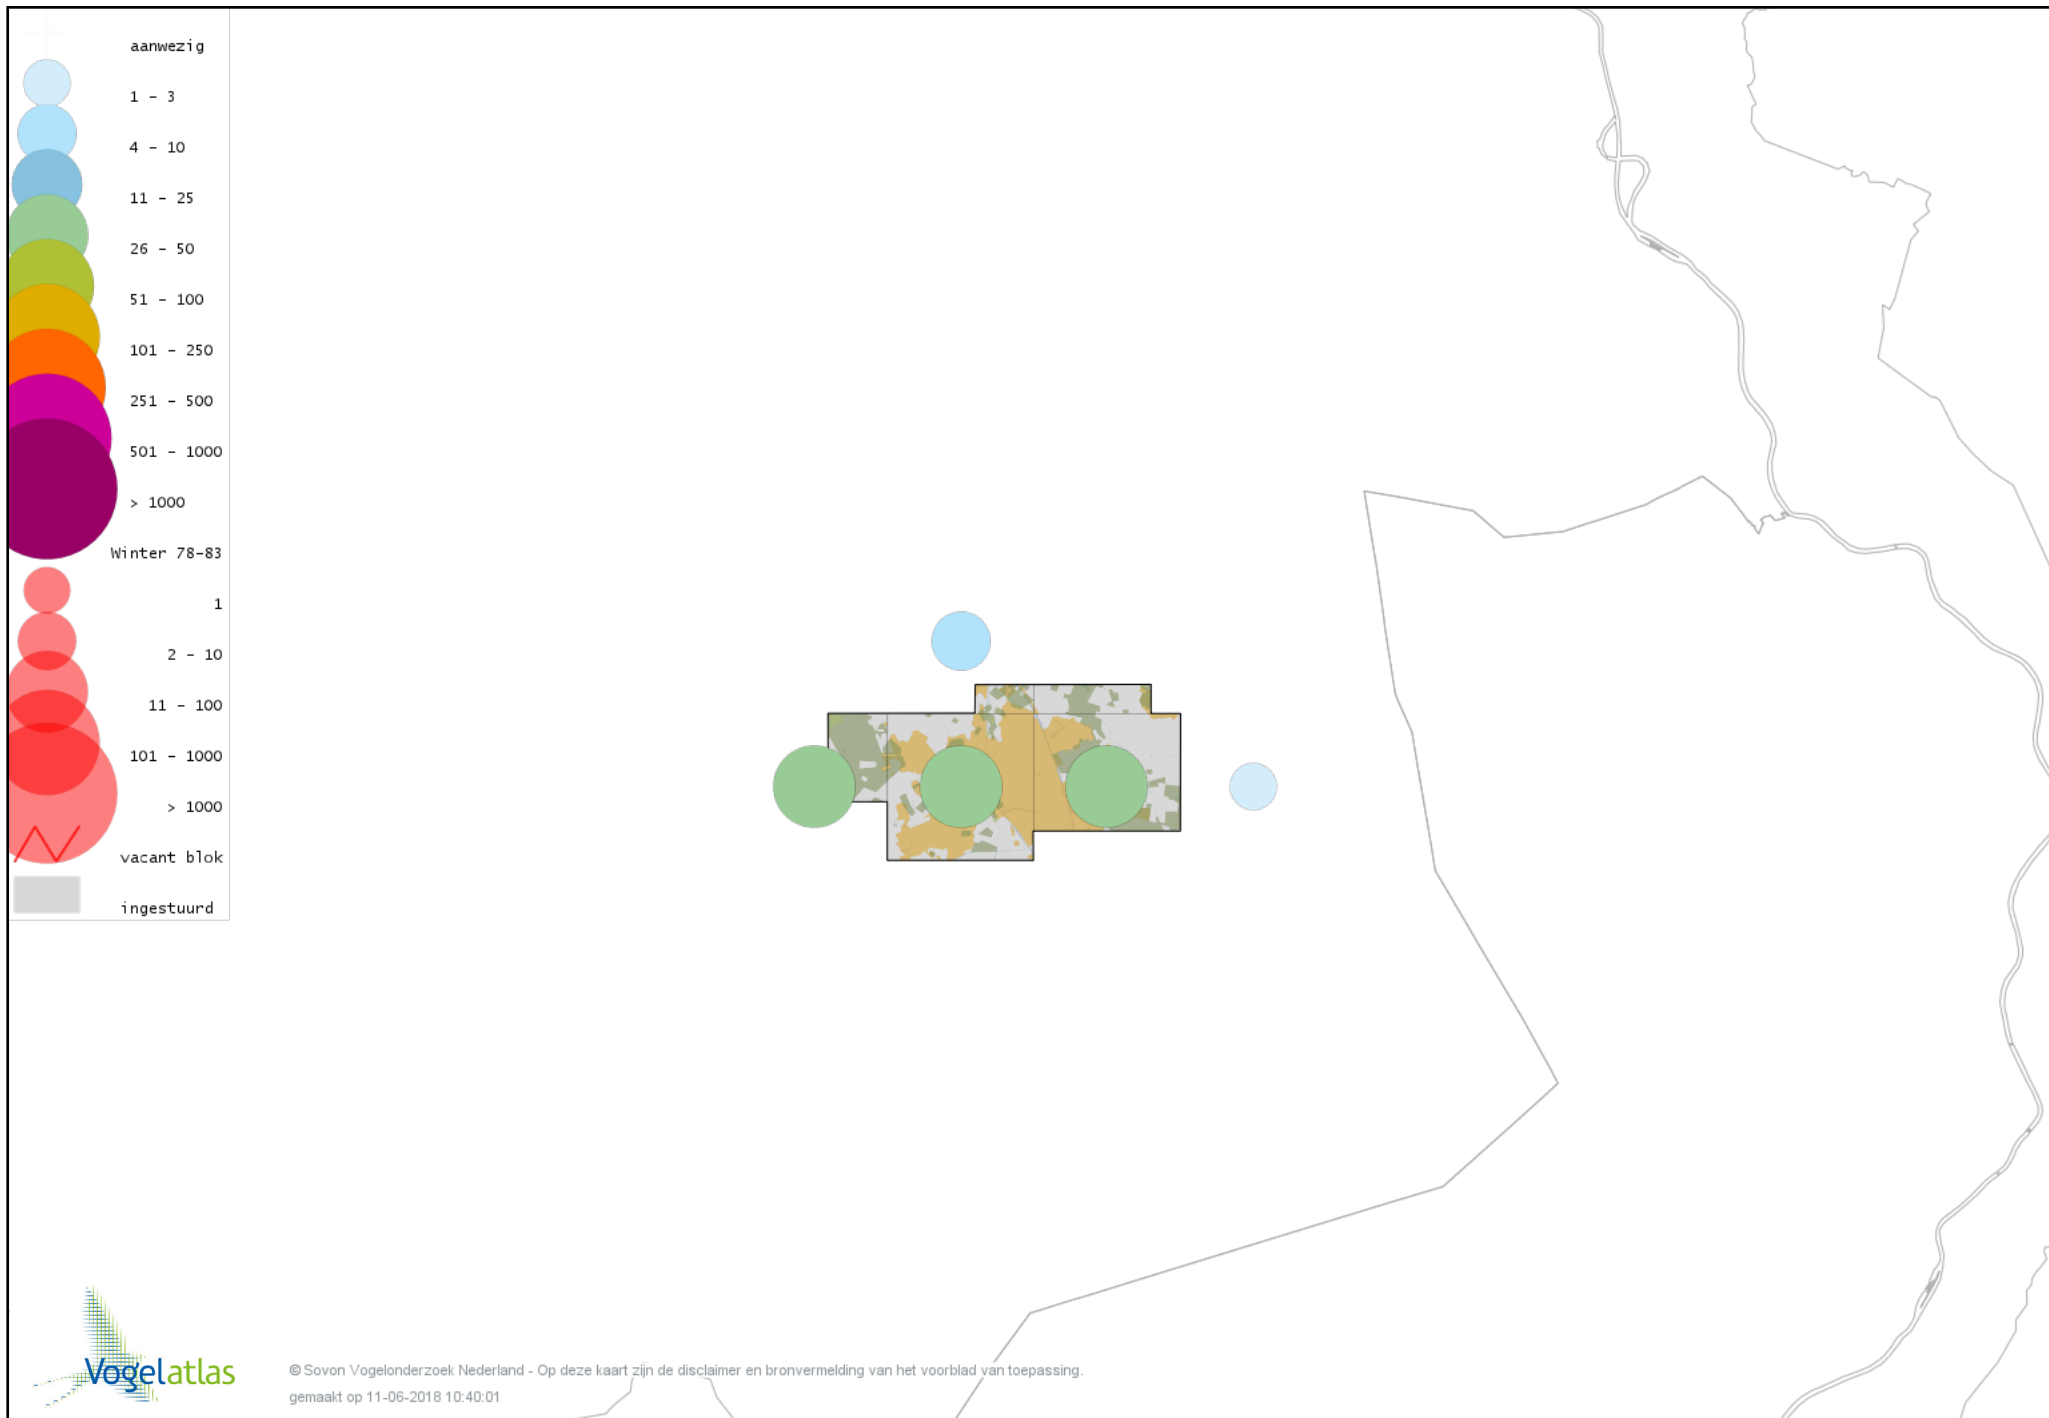 aanwezig
1 - 3
4 - 10
11 - 25
26 - 50
51 - 100
101 - 250
251 - 500
501 - 1000
> 1000
Winter 78-83
1
2 - 10
11 - 100
101 - 1000
> 1000
vacant blok
ingestuurd
Vogelatlas
© Sovon Vogelonderzoek Nederland - Op deze kaart zijn de disclaimer en bronvermelding van het voorblad van toepassing.
gemaakt op 11-06-2018 10:40:01